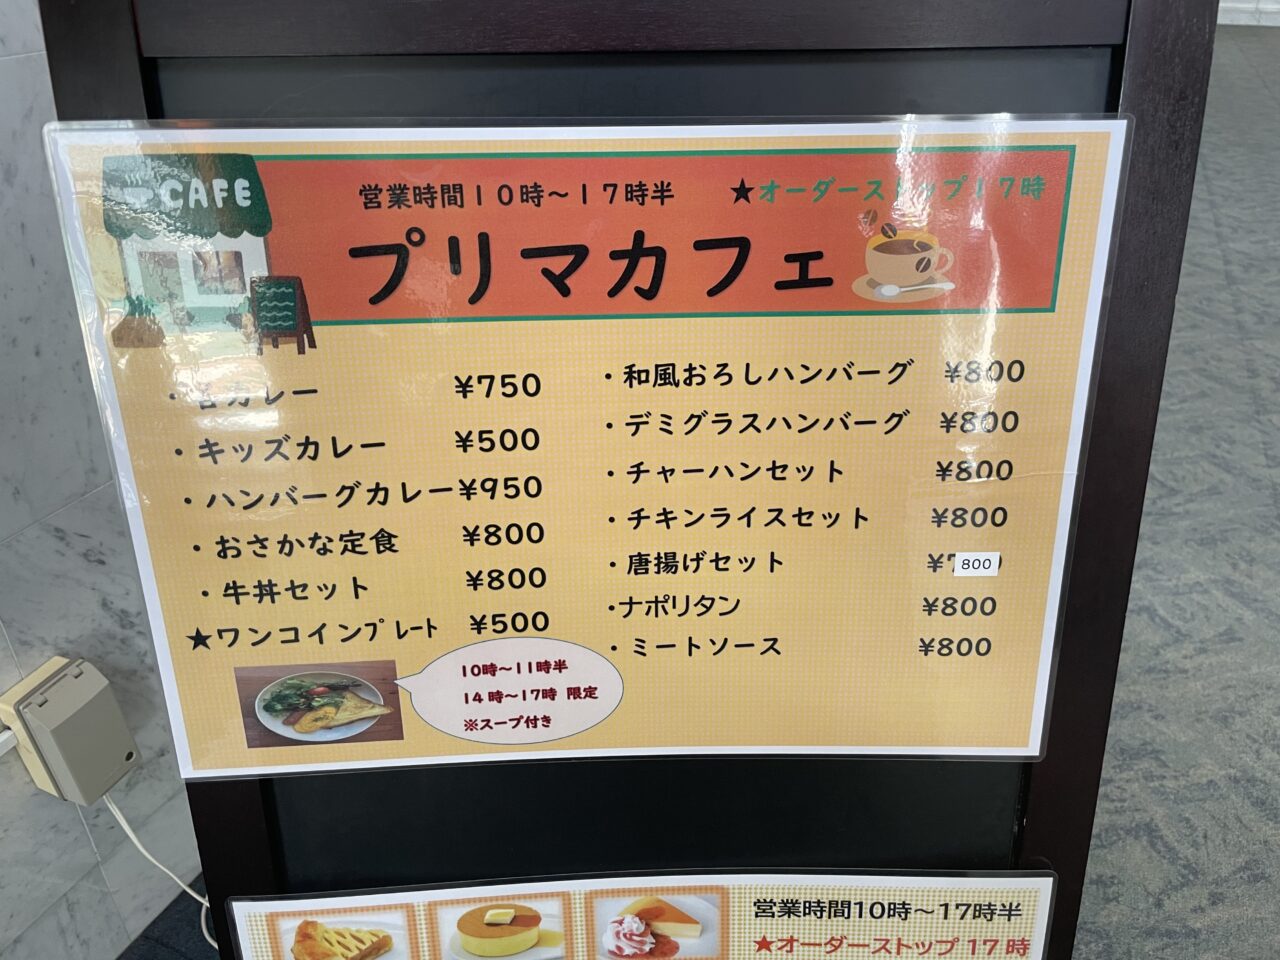 CAFE
営業時間10時～17時半 ★オーダーストップ17時
プリマカフェ
カレー ¥750
・キッズカレー ¥500
・ハンバーグカレー ¥950
・おさかな定食 ¥800
・牛丼セット ¥800
★ワンコインプレート ¥500
10時～11時半
14時～17時 限定
※スープ付き
・和風おろしハンバーグ ¥800
・デミグラスハンバーグ ¥800
・チャーハンセット ¥800
・チキンライスセット ¥800
・唐揚げセット ¥800
・ナポリタン ¥800
・ミートソース ¥800
営業時間10時～17時半
★オーダーストップ17時